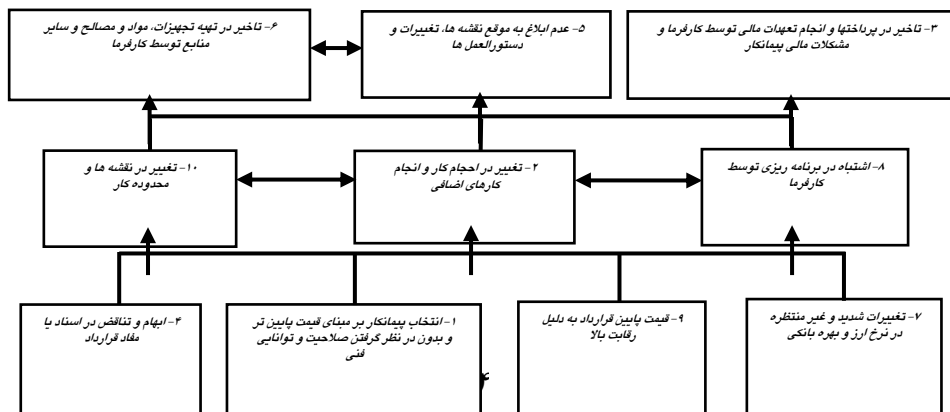 ۳- تاخیر در پرداختها و انجام تعهدات مالی توسط کارفرما و
مشکلات مالی پیمانکار
۵- عدم ابلاغ به موقع نقشه ها، تغییرات و
دستورالعمل ها
۶- تاخیر در تهیه تجهیزات، مواد و مصالح و سایر
منابع توسط کارفرما
۸- اشتباه در برنامه ریزی توسط
کارفرما
۲- تغییر در احجام کار و انجام
کارهای اضافی
۱۰- تغییر در نقشه ها و
محدوده کار
۷- تغییرات شدید و غیر منتظره
در نرخ ارز و بهره بانکی
۹- قیمت پایین قرارداد به دلیل
رقابت بالا
۱- انتخاب پیمانکار بر مبنای قیمت پایین تر
و بدون در نظر گرفتن صلاحیت و توانایی
فنی
۴- ابهام و تناقض در اسناد یا
مفاد قرارداد
۴